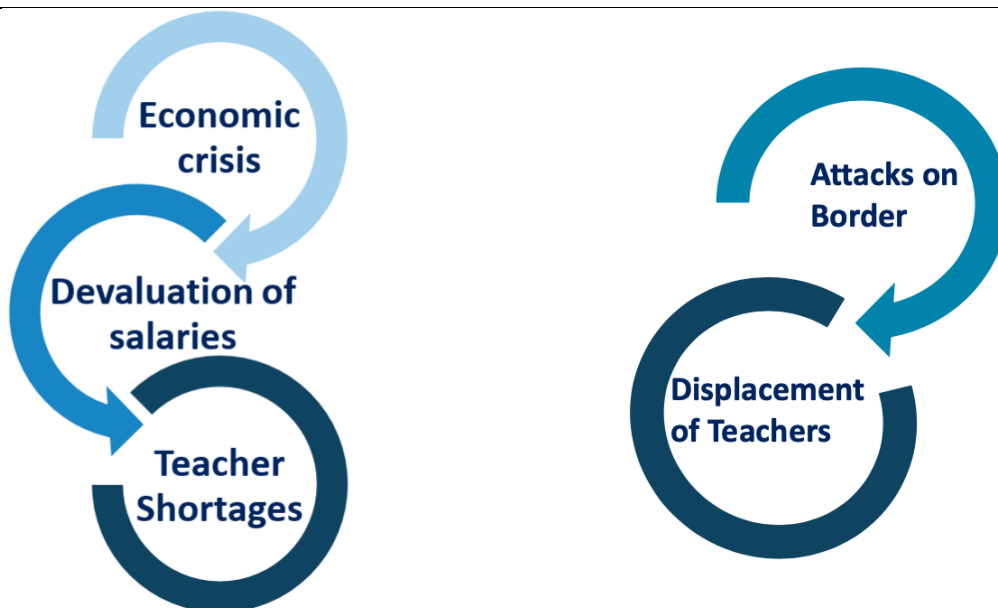 Economic
crisis
Devaluation of
salaries
Teacher
Shortages
Attacks on
Border
Displacement
of Teachers